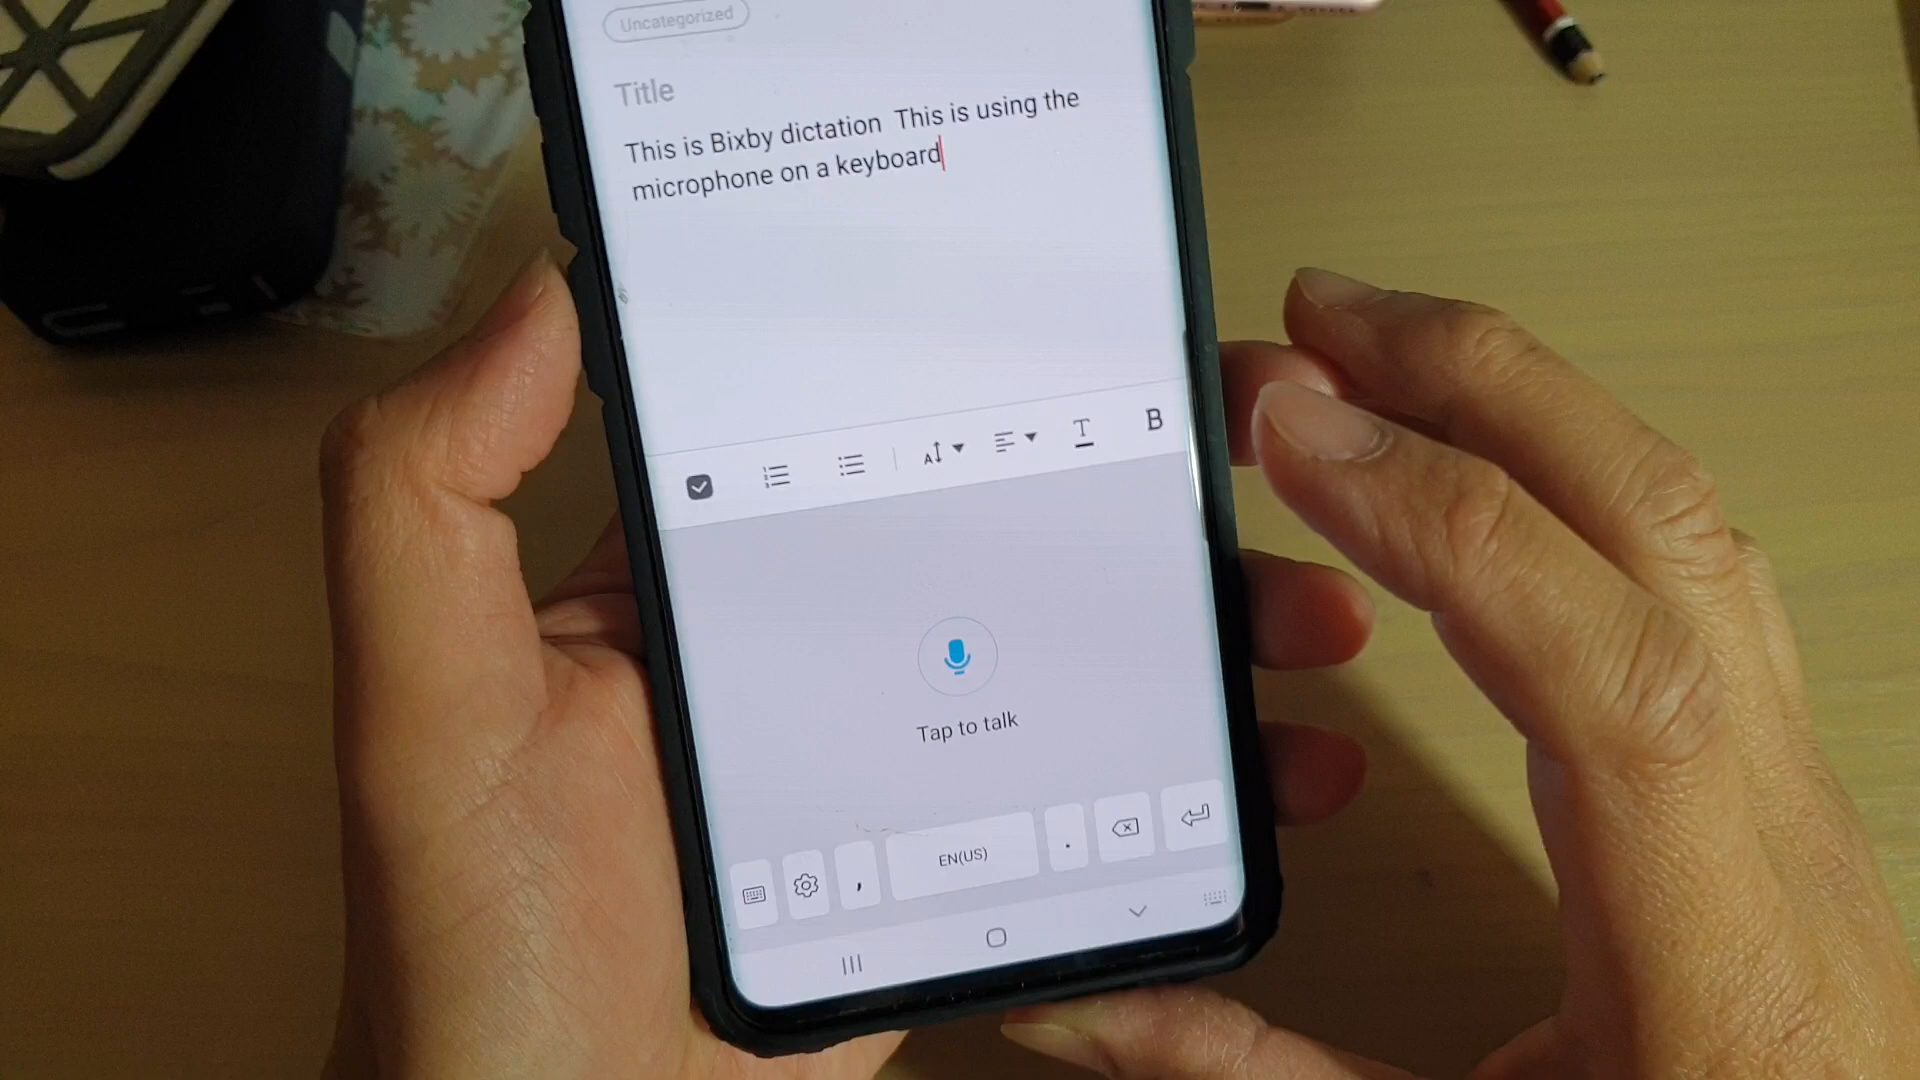 Uncategorized
Title
This is Bixby dictation  This is using the
microphone on a keyboard
B
Tap to talk
, EN(US) .